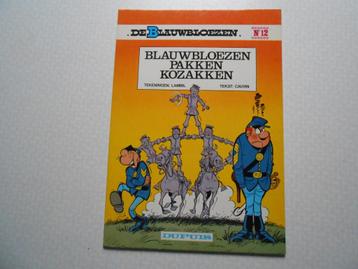 DE BLAUWBLOEZEN
N° 12
BLAUWBLOEZEN
PAKKEN
KOZAKKEN
TEKENINGEN: LAMBIL
TEKST: CAUVIN
DUPUIS